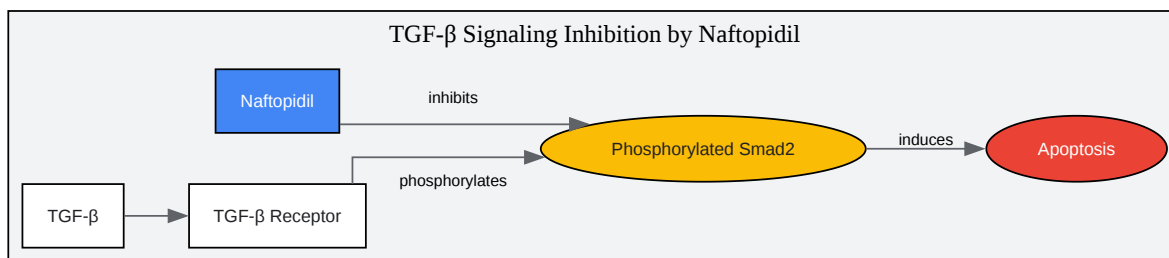 TGF-β Signaling Inhibition by Naftopidil
Naftopidil
inhibits
Phosphorylated Smad2
induces
Apoptosis
phosphorylates
TGF-β
TGF-β Receptor